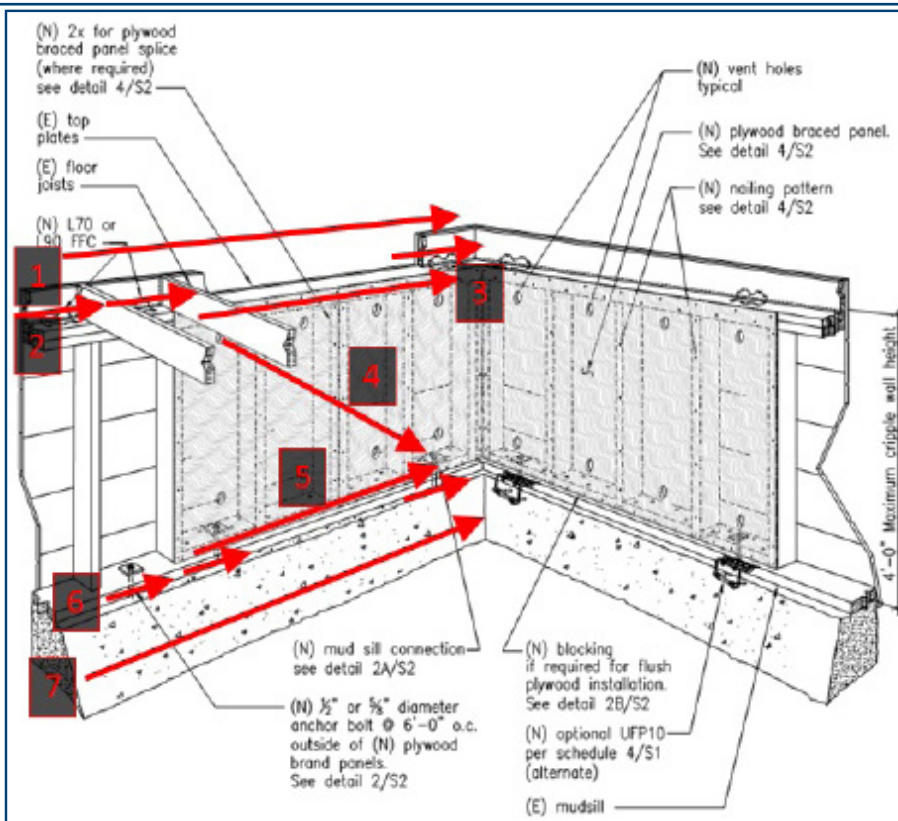 (N) 2x for plywood
braced panel splice
(where required)
see detail 4/S2
(E) top
plates
(E) floor
joists
(N) L70 or
L90 FFC
(N) vent holes
typical
(N) plywood braced panel.
See detail 4/S2
(N) nailing pattern
see detail 4/S2
1
2
3
4
5
6
7
4'-0" Maximum cripple wall height
(N) mud sill connection
see detail 2A/S2
(N) ½" or ⅝" diameter
anchor bolt @ 6'-0" o.c.
outside of (N) plywood
brand panels.
See detail 2/S2
(N) blocking
if required for flush
plywood installation.
See detail 2B/S2
(N) optional UFP10
per schedule 4/S1
(alternate)
(E) mudsill